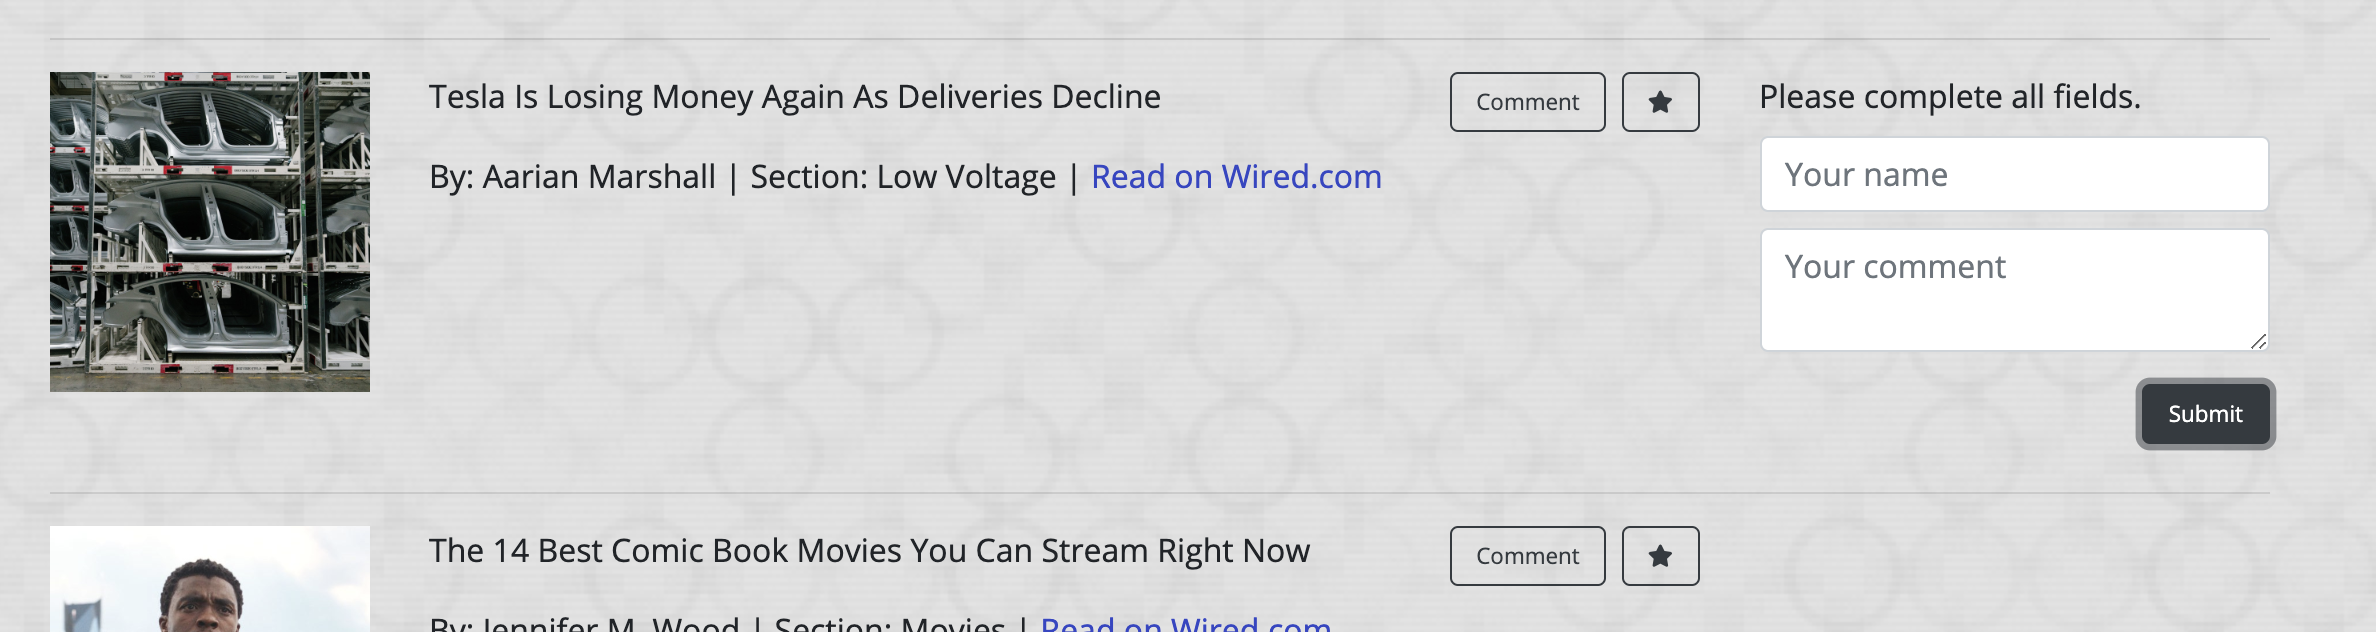 Tesla Is Losing Money Again As Deliveries Decline
By: Aarian Marshall | Section: Low Voltage | Read on Wired.com
Comment
Please complete all fields.
Your name
Your comment
Submit
The 14 Best Comic Book Movies You Can Stream Right Now
By: Jennifer M. Wood | Section: Movies | Read on Wired.com
Comment